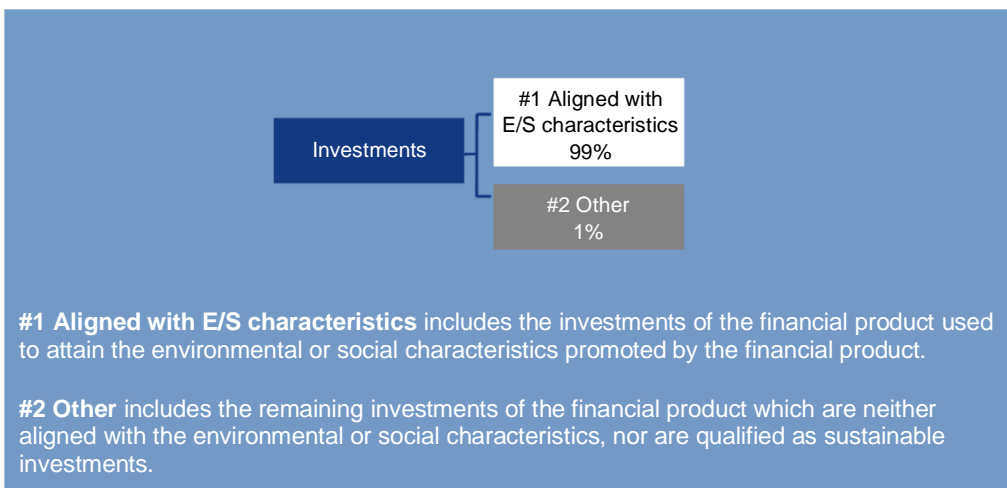 #1 Aligned with
E/S characteristics
99%
Investments
#2 Other
1%
#1 Aligned with E/S characteristics includes the investments of the financial product used
to attain the environmental or social characteristics promoted by the financial product.
#2 Other includes the remaining investments of the financial product which are neither
aligned with the environmental or social characteristics, nor are qualified as sustainable
investments.